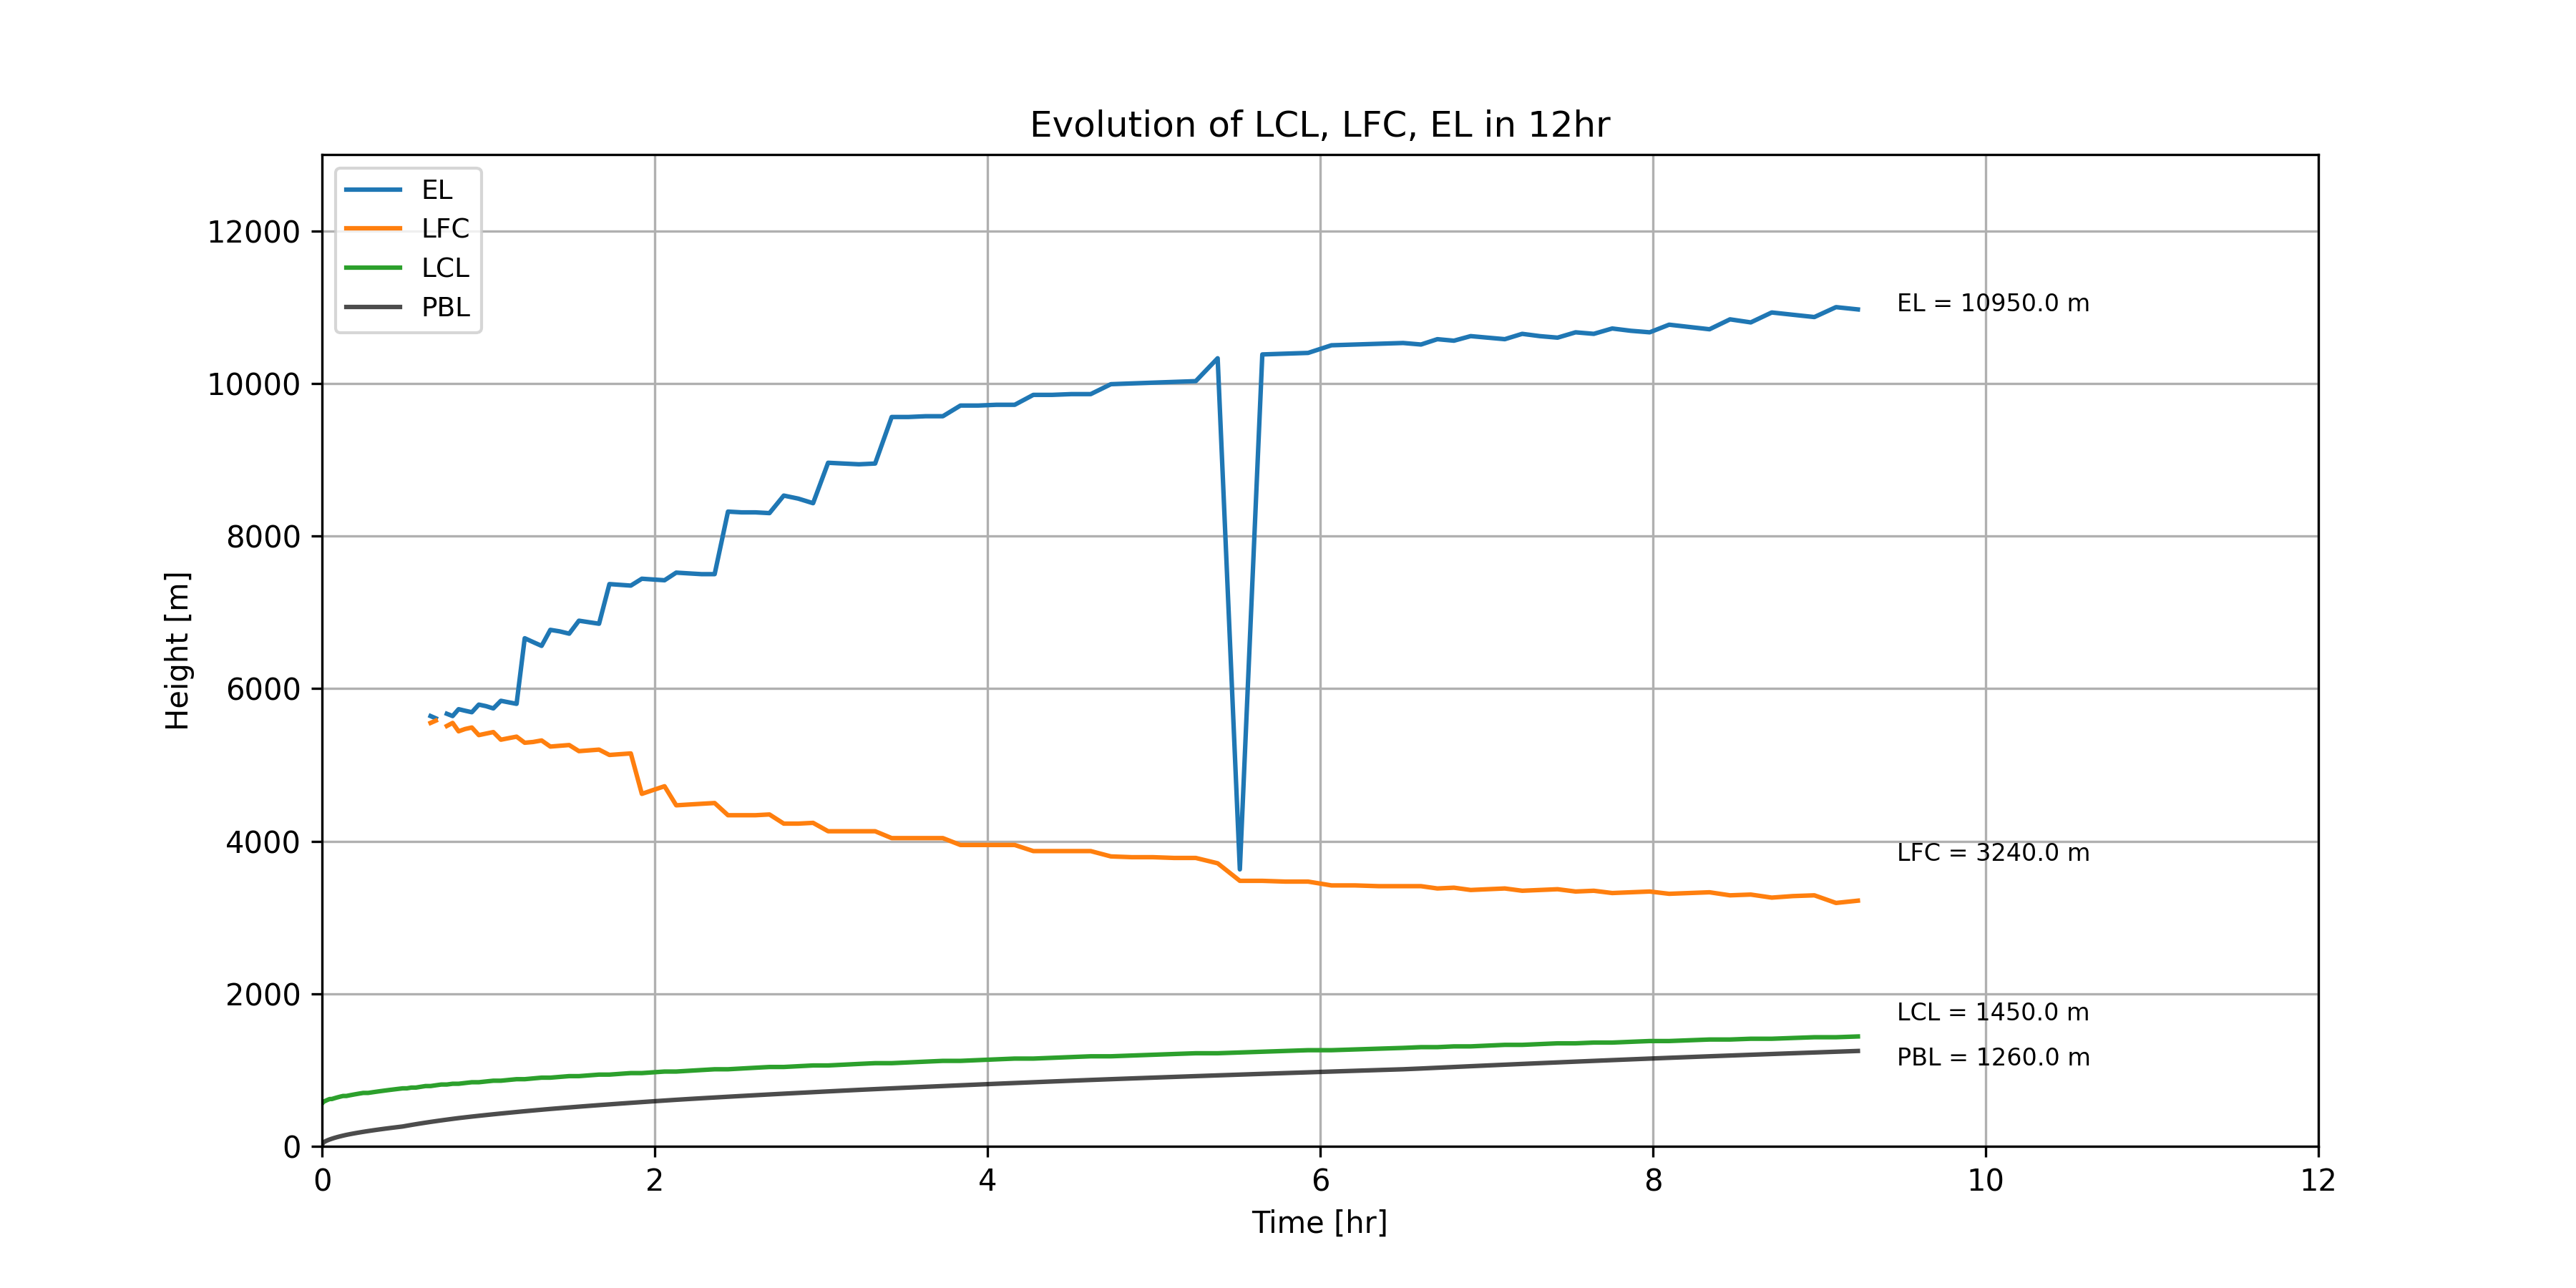 Evolution of LCL, LFC, EL in 12hr
EL
LFC
LCL
PBL
12000
10000
8000
6000
4000
2000
0
Height [m]
EL = 10950.0 m
LFC = 3240.0 m
LCL = 1450.0 m
PBL = 1260.0 m
0 2 4 6 8 10 12
Time [hr]